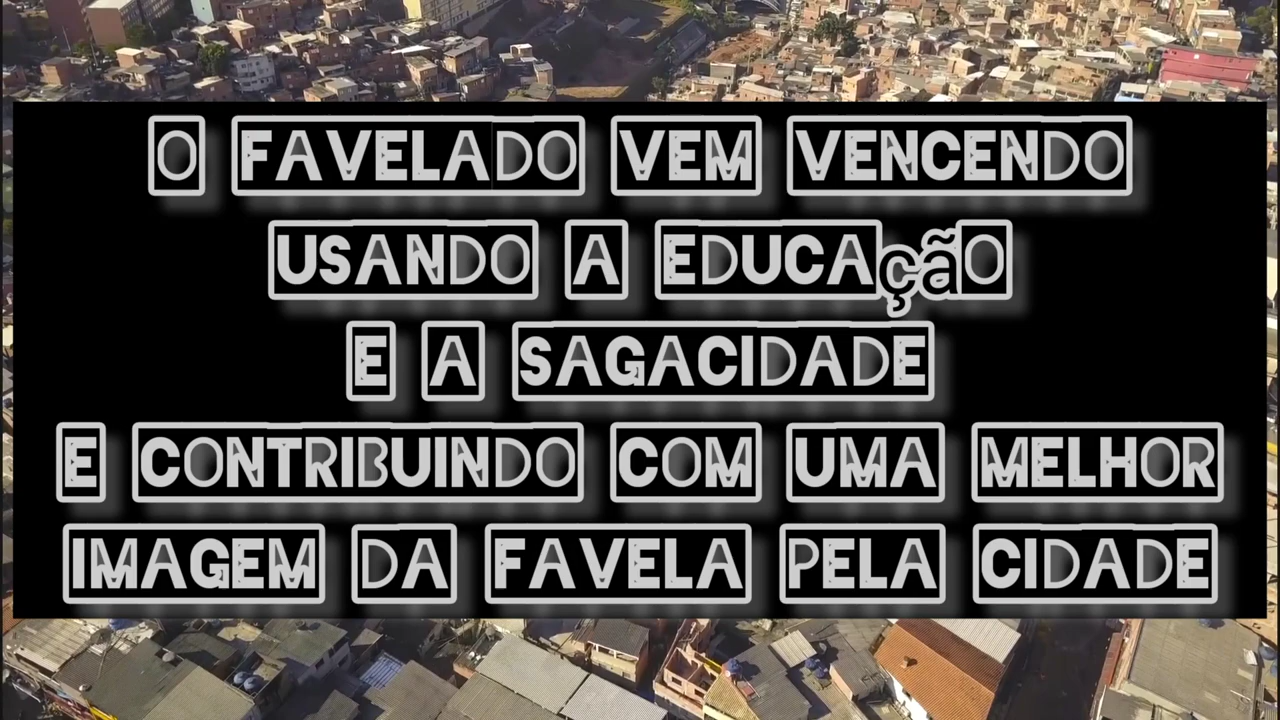 O FAVELADO VEM VENCENDO
USANDO A EDUCAçãO
E A SAGACIDADE
E CONTRIBUINDO COM UMA MELHOR
IMAGEM DA FAVELA PELA CIDADE